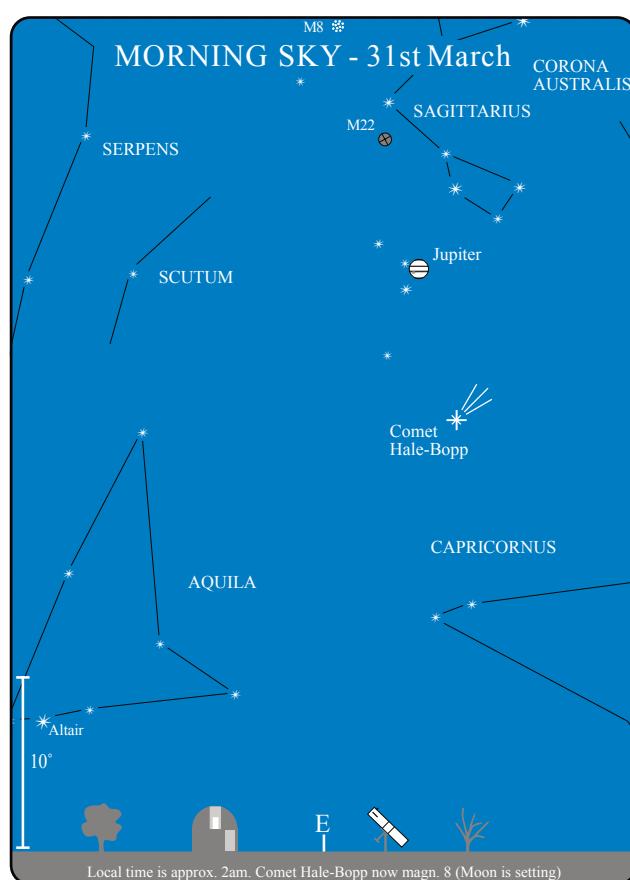 M8
MORNING SKY - 31st March
CORONA
AUSTRALIS
SAGITTARIUS
M22
SERPENS
Jupiter
SCUTUM
Comet
Hale-Bopp
CAPRICORNUS
AQUILA
Altair
10°
E
Local time is approx. 2am. Comet Hale-Bopp now magn. 8 (Moon is setting)